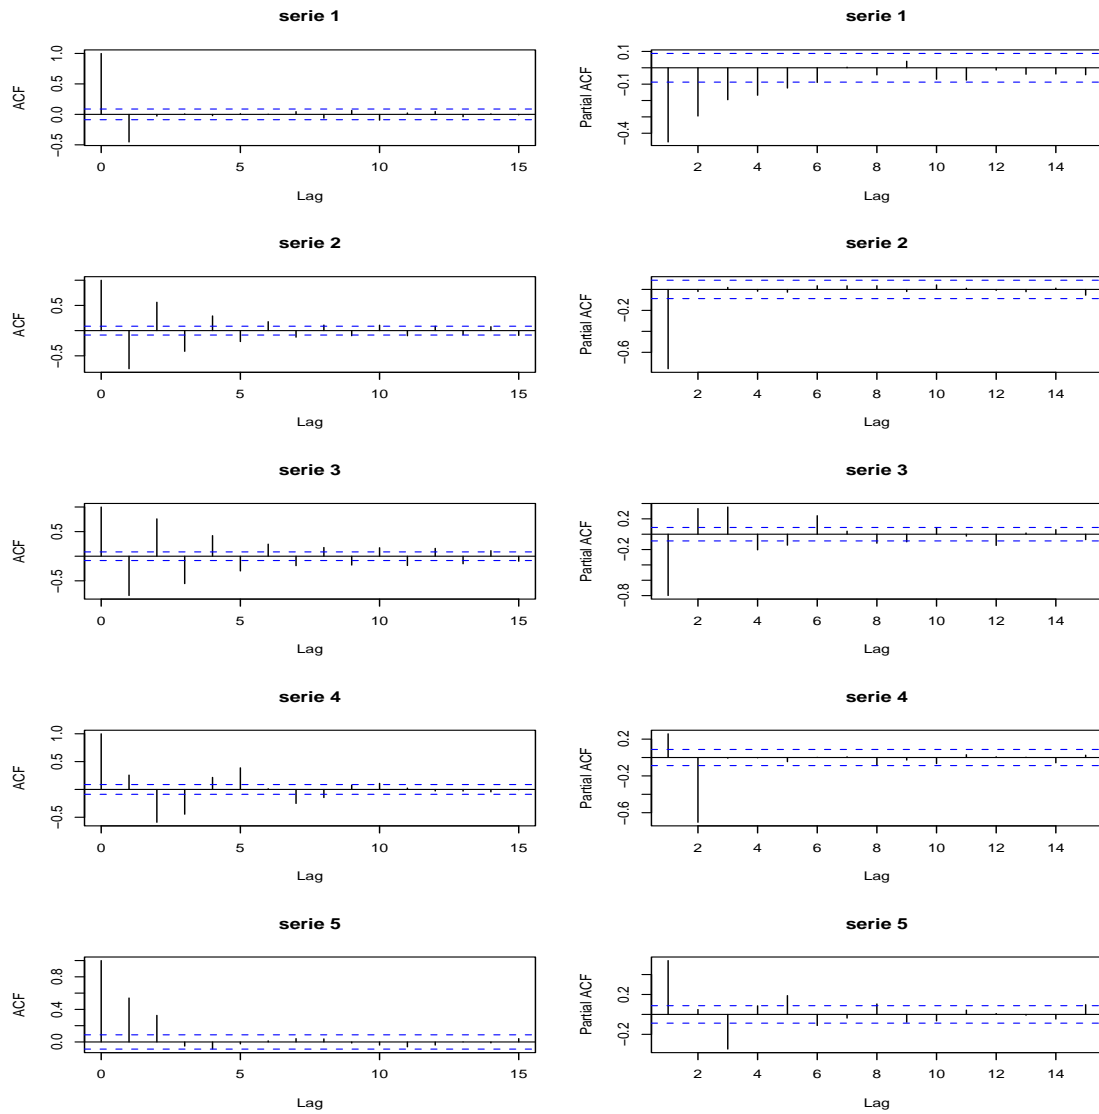 serie 1
ACF
1.0
0.5
0.0
−0.5
0 5 10 15
Lag
serie 1
Partial ACF
0.1
−0.1
−0.4
2 4 6 8 10 12 14
Lag
serie 2
ACF
0.5
−0.5
0 5 10 15
Lag
serie 2
Partial ACF
−0.2
−0.6
2 4 6 8 10 12 14
Lag
serie 3
ACF
0.5
−0.5
0 5 10 15
Lag
serie 3
Partial ACF
0.2
−0.2
−0.8
2 4 6 8 10 12 14
Lag
serie 4
ACF
1.0
0.5
−0.5
0 5 10 15
Lag
serie 4
Partial ACF
0.2
−0.2
−0.6
2 4 6 8 10 12 14
Lag
serie 5
ACF
0.8
0.4
0.0
0 5 10 15
Lag
serie 5
Partial ACF
0.2
−0.2
2 4 6 8 10 12 14
Lag